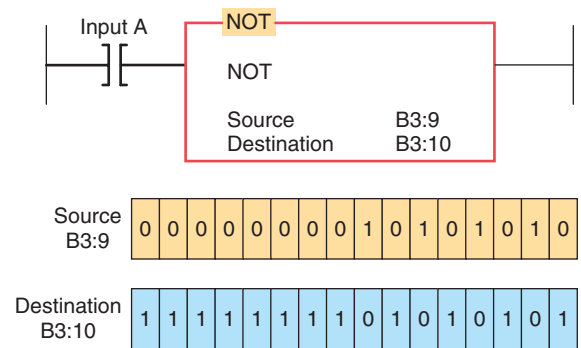 Input A
NOT
NOT
Source B3:9
Destination B3:10
Source
B3:9
0 0 0 0 0 0 0 0 1 0 1 0 1 0 1 0
Destination
B3:10
1 1 1 1 1 1 1 1 0 1 0 1 0 1 0 1